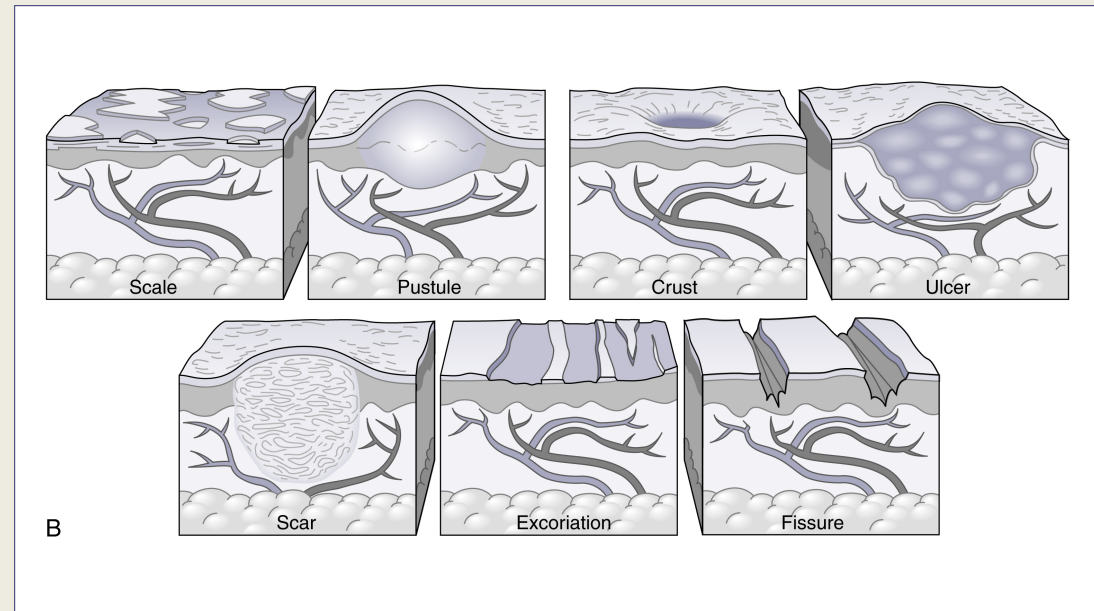 Scale
Pustule
Crust
Ulcer
Scar
Excoriation
Fissure
B